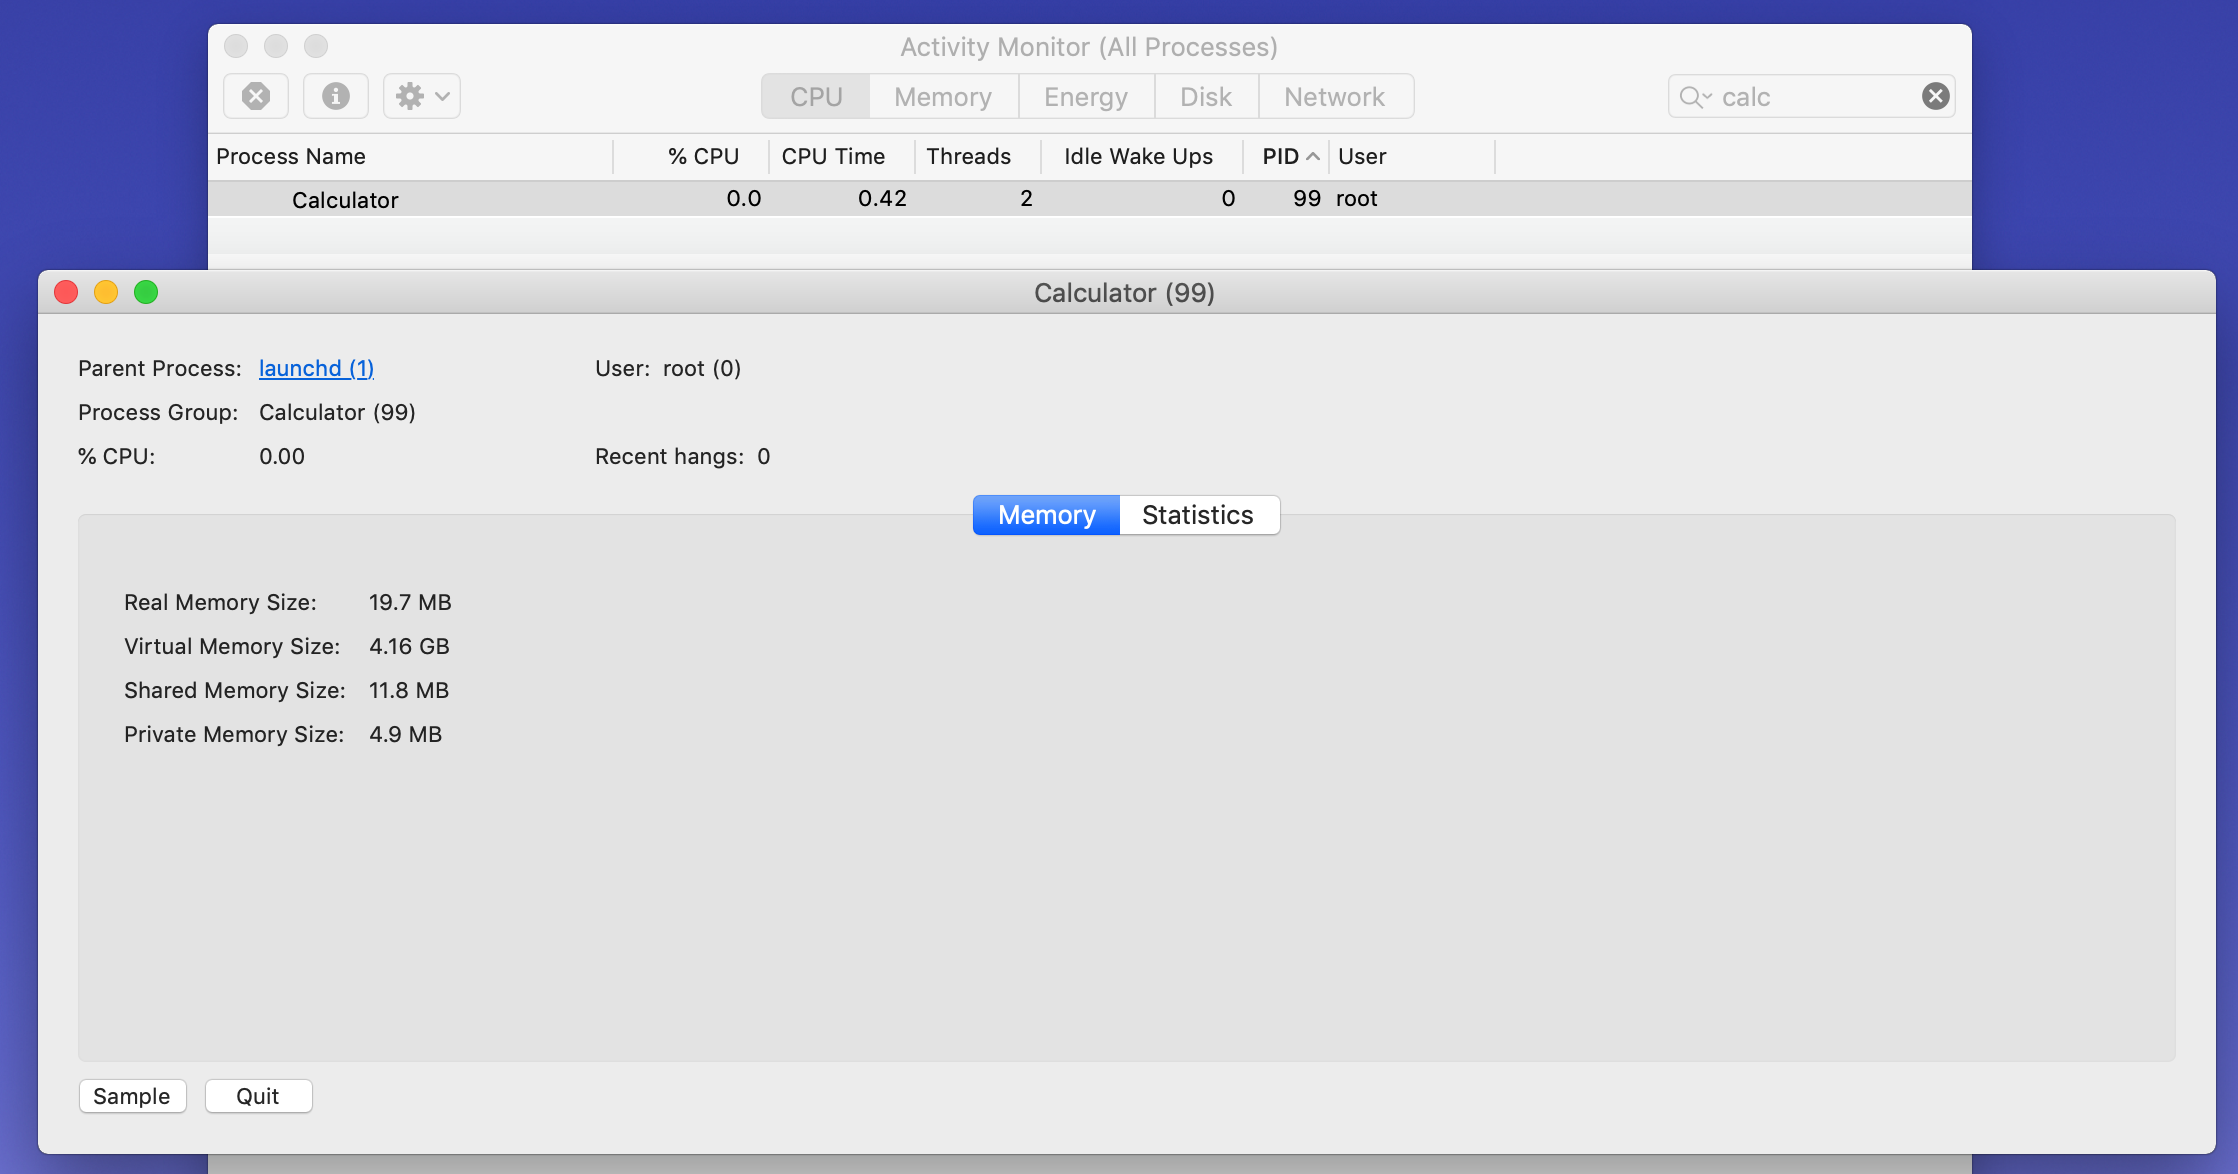 Activity Monitor (All Processes)
CPU Memory Energy Disk Network calc
Process Name % CPU CPU Time Threads Idle Wake Ups PID User
Calculator 0.0 0.42 2 0 99 root
Calculator (99)
Parent Process: launchd (1) User: root (0)
Process Group: Calculator (99)
% CPU: 0.00 Recent hangs: 0
Memory Statistics
Real Memory Size: 19.7 MB
Virtual Memory Size: 4.16 GB
Shared Memory Size: 11.8 MB
Private Memory Size: 4.9 MB
Sample Quit